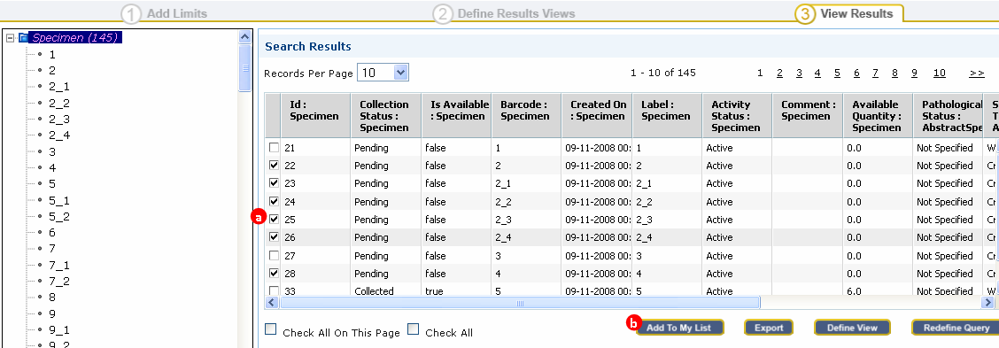 1 Add Limits 2 Define Results Views 3 View Results
Specimen (145)
1
2
2_1
2_2
2_3
2_4
3
4
5
5_1
5_2
6
7
7_1
7_2
8
9
9_1
9_2
Search Results
Records Per Page 10 1 - 10 of 145 1 2 3 4 5 6 7 8 9 10 >>
Id : Collection Is Available Barcode : Created On Label : Activity Comment : Available Pathological S
Specimen Status : : Specimen Specimen : Specimen Specimen Status : Specimen Quantity : Status : T
Specimen Specimen Specimen AbstractSpe A
21 Pending false 1 09-11-2008 00: 1 Active 0.0 Not Specified W
22 Pending false 2 09-11-2008 00: 2 Active 0.0 Not Specified Cr
23 Pending false 2_1 09-11-2008 00: 2_1 Active 0.0 Not Specified Cr
24 Pending false 2_2 09-11-2008 00: 2_2 Active 0.0 Not Specified Cr
a 25 Pending false 2_3 09-11-2008 00: 2_3 Active 0.0 Not Specified Cr
26 Pending false 2_4 09-11-2008 00: 2_4 Active 0.0 Not Specified Cr
27 Pending false 3 09-11-2008 00: 3 Active 0.0 Not Specified Cr
28 Pending false 4 09-11-2008 00: 4 Active 0.0 Not Specified Cr
33 Collected true 5 09-11-2008 00: 5 Active 6.0 Not Specified Cr
Check All On This Page Check All b Add To My List Export Define View Redefine Query